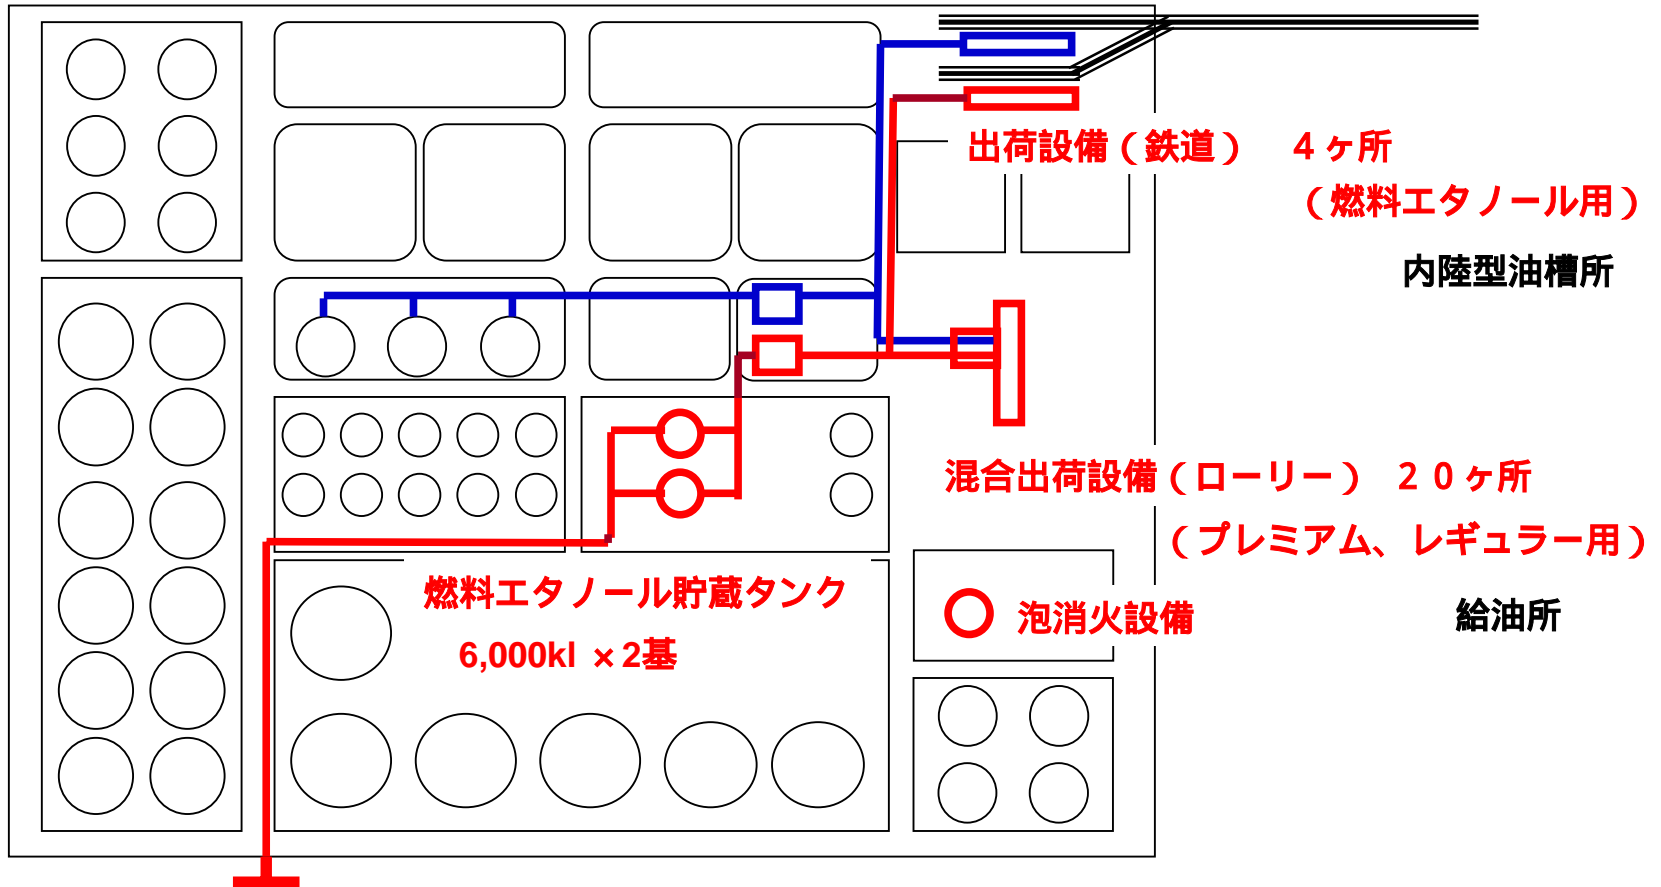 出荷設備（鉄道）　４ヶ所
（燃料エタノール用）
内陸型油槽所
混合出荷設備（ローリー）　２０ヶ所
（プレミアム、レギュラー用）
燃料エタノール貯蔵タンク
6,000kl ×2基
泡消火設備
給油所